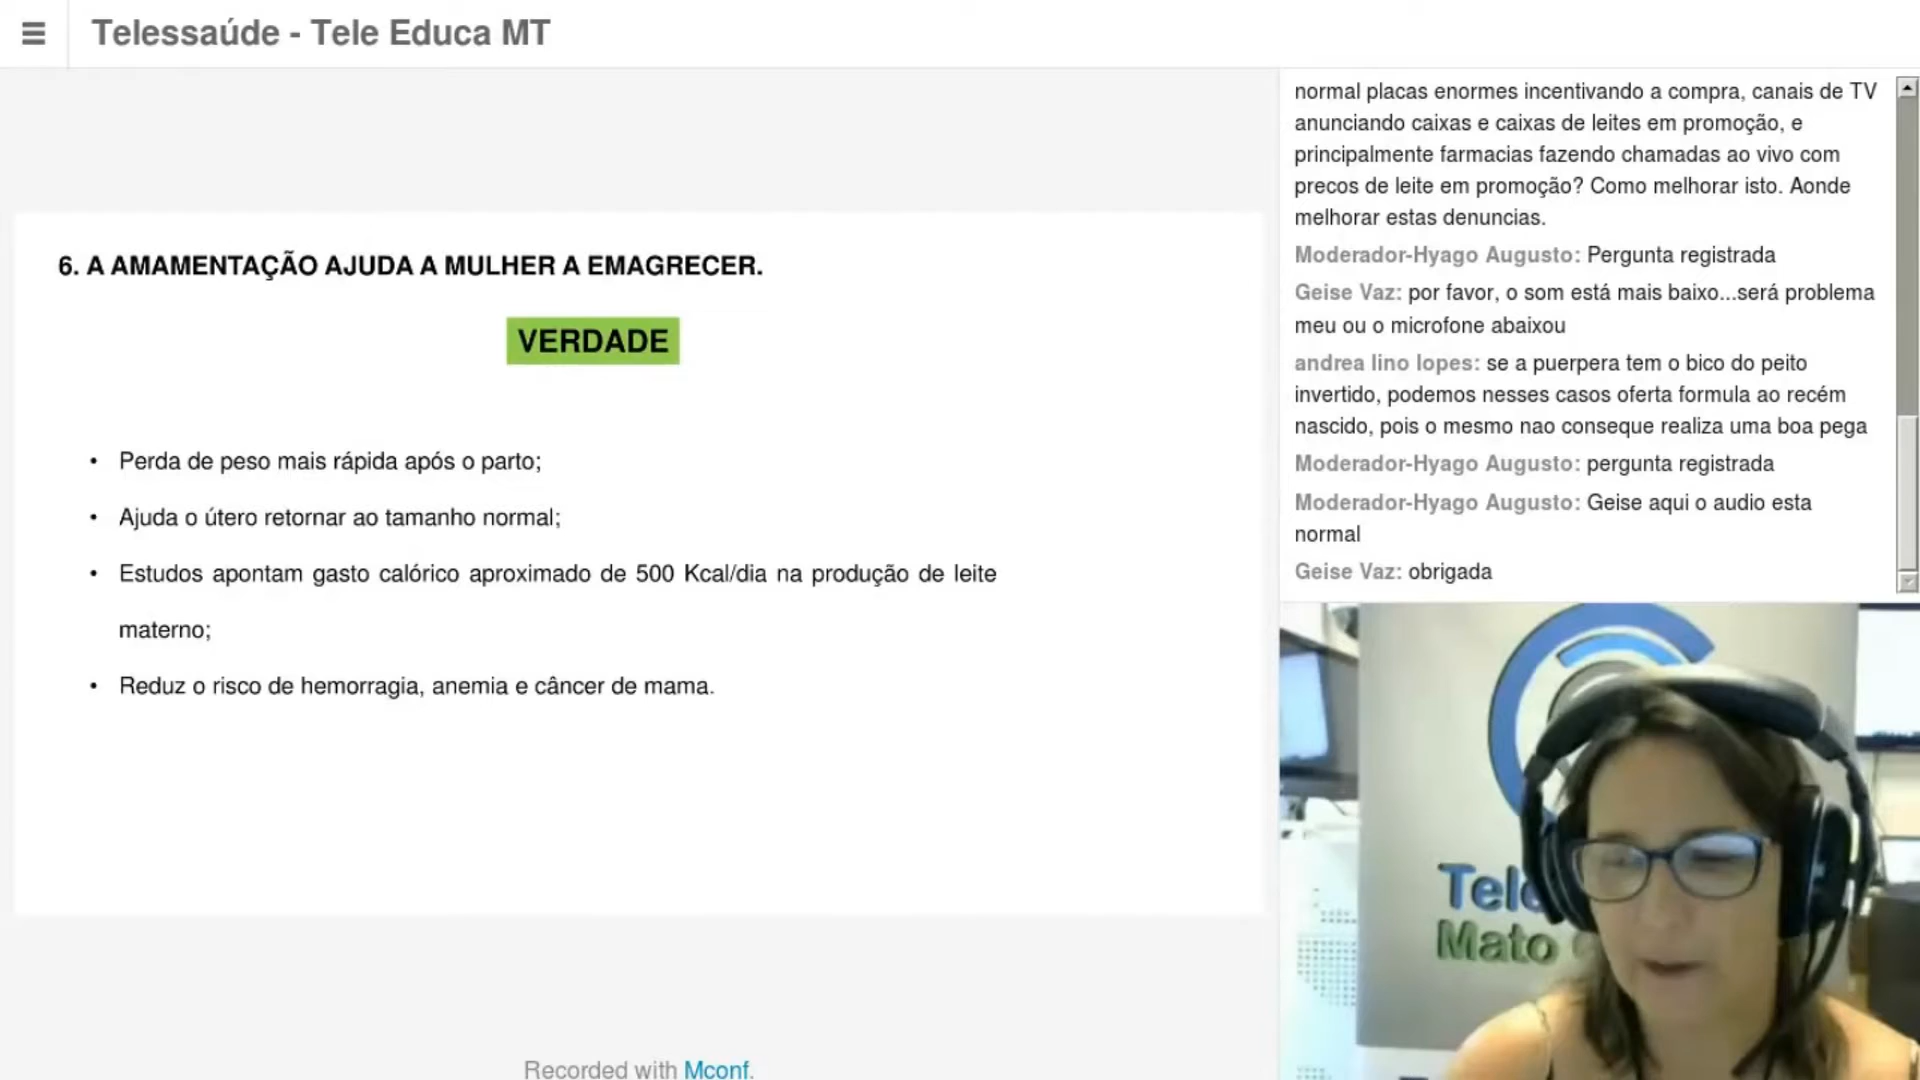 Telessaúde - Tele Educa MT
6. A AMAMENTAÇÃO AJUDA A MULHER A EMAGRECER.
VERDADE
• Perda de peso mais rápida após o parto;
• Ajuda o útero retornar ao tamanho normal;
• Estudos apontam gasto calórico aproximado de 500 Kcal/dia na produção de leite
materno;
• Reduz o risco de hemorragia, anemia e câncer de mama.
Recorded with Mconf.
normal placas enormes incentivando a compra, canais de TV
anunciando caixas e caixas de leites em promoção, e
principalmente farmacias fazendo chamadas ao vivo com
precos de leite em promoção? Como melhorar isto. Aonde
melhorar estas denuncias.
Moderador-Hyago Augusto: Pergunta registrada
Geise Vaz: por favor, o som está mais baixo...será problema
meu ou o microfone abaixou
andrea lino lopes: se a puerpera tem o bico do peito
invertido, podemos nesses casos oferta formula ao recém
nascido, pois o mesmo nao conseque realiza uma boa pega
Moderador-Hyago Augusto: pergunta registrada
Moderador-Hyago Augusto: Geise aqui o audio esta
normal
Geise Vaz: obrigada
Tele
Mato